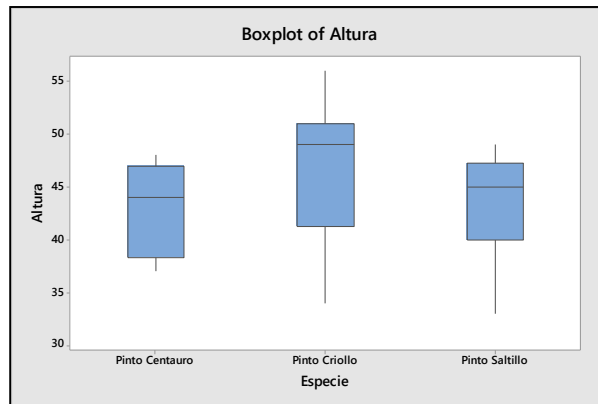 Boxplot of Altura
Altura
55
50
45
40
35
30
Pinto Centauro
Pinto Criollo
Pinto Saltillo
Especie